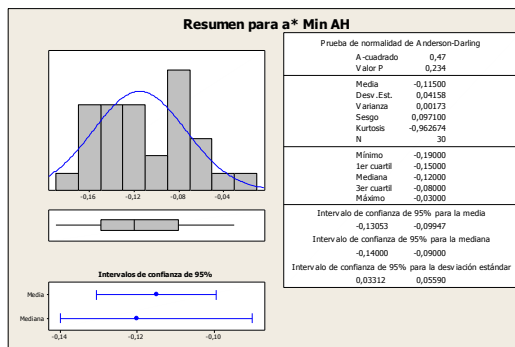 Resumen para a* Min AH
-0,16 -0,12 -0,08 -0,04
Intervalos de confianza de 95%
Media
Mediana
-0,14 -0,12 -0,10
Prueba de normalidad de Anderson-Darling
A-cuadrado 0,47
Valor P 0,234
Media -0,11500
Desv.Est. 0,04158
Varianza 0,00173
Sesgo 0,097100
Kurtosis -0,962674
N 30
Mínimo -0,19000
1er cuartil -0,15000
Mediana -0,12000
3er cuartil -0,08000
Máximo -0,03000
Intervalo de confianza de 95% para la media
-0,13053 -0,09947
Intervalo de confianza de 95% para la mediana
-0,14000 -0,09000
Intervalo de confianza de 95% para la desviación estándar
0,03312 0,05590